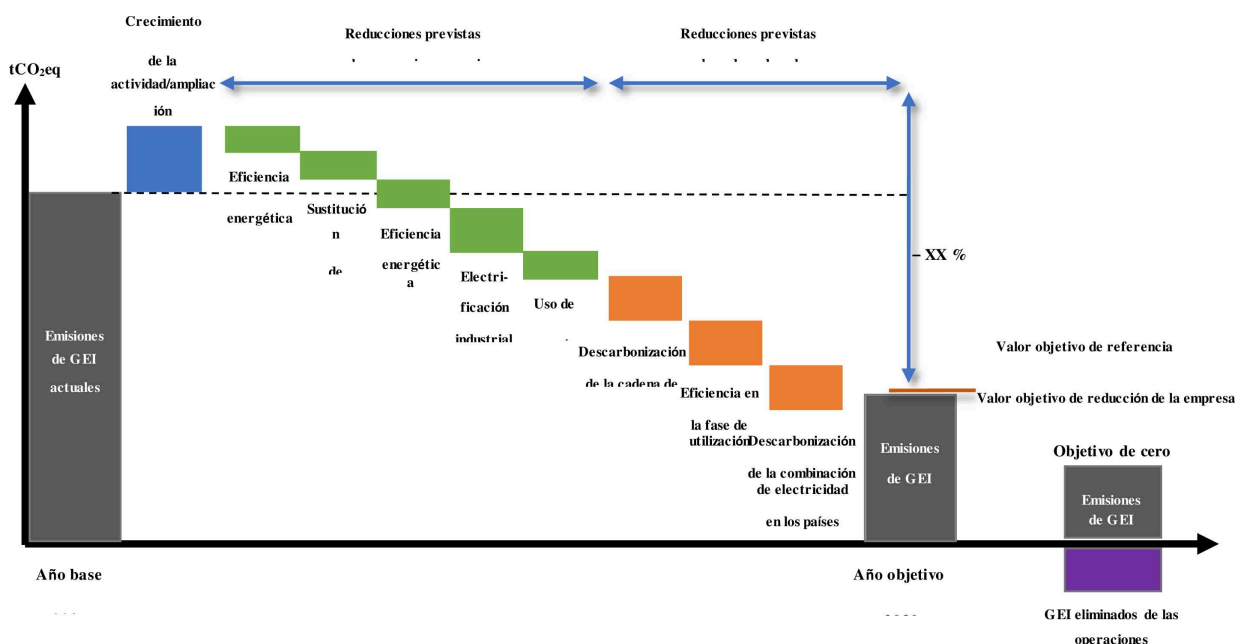 Crecimiento
de la
actividad/ampliac
ión
tCO₂eq
Reducciones previstas
Reducciones previstas
Eficiencia
energética
Sustitució
n
de
Eficiencia
energétic
a
Electri-
ficación
industrial
Uso de
Descarbonización
de la cadena de
Eficiencia en
la fase de
utilización
Descarbonización
de la combinación
de electricidad
en los países
– XX %
Valor objetivo de referencia
Valor objetivo de reducción de la empresa
Emisiones
de GEI
actuales
Emisiones
de GEI
Objetivo de cero
Emisiones
de GEI
Año base
Año objetivo
GEI eliminados de las
operaciones